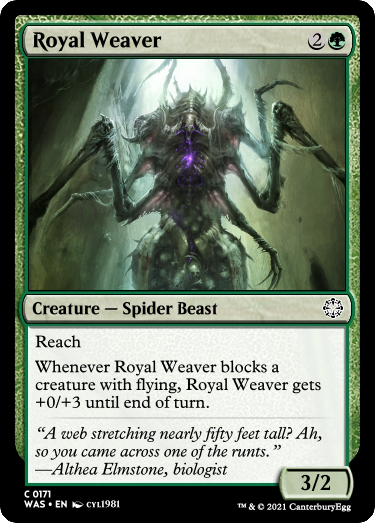 Royal Weaver 2
Creature — Spider Beast
Reach
Whenever Royal Weaver blocks a
creature with flying, Royal Weaver gets
+0/+3 until end of turn.
“A web stretching nearly fifty feet tall? Ah,
so you came across one of the runts.”
—Althea Elmstone, biologist
3/2
C 0171
WAS • EN CYL1981
™ & © 2021 CanterburyEgg